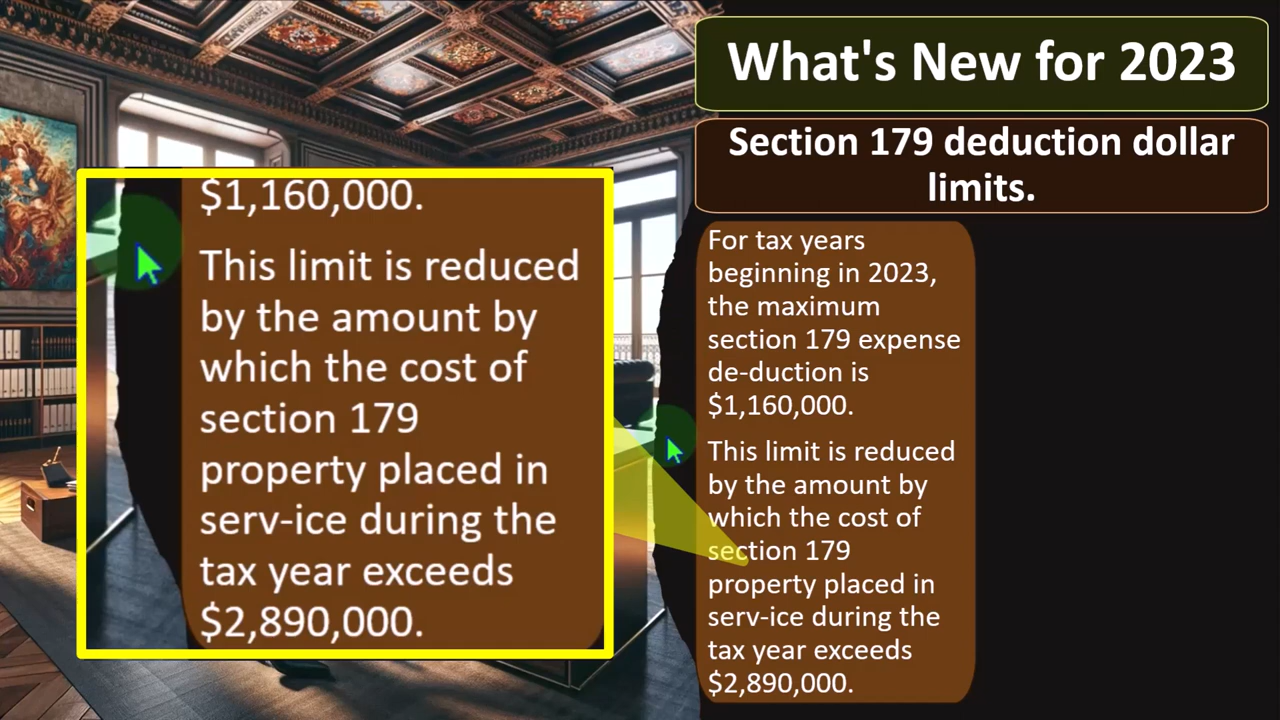 What's New for 2023
Section 179 deduction dollar
limits.
$1,160,000.
This limit is reduced
by the amount by
which the cost of
section 179
property placed in
serv-ice during the
tax year exceeds
$2,890,000.
For tax years
beginning in 2023,
the maximum
section 179 expense
de-duction is
$1,160,000.
This limit is reduced
by the amount by
which the cost of
section 179
property placed in
serv-ice during the
tax year exceeds
$2,890,000.